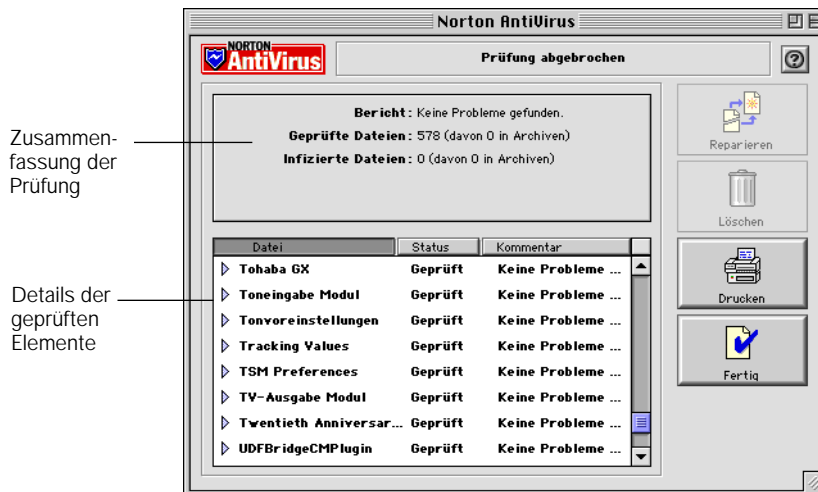 Norton AntiVirus
NORTON
AntiVirus
Prüfung abgebrochen
Bericht: Keine Probleme gefunden.
Geprüfte Dateien: 578 (davon 0 in Archiven)
Infizierte Dateien: 0 (davon 0 in Archiven)
Zusammen-
fassung der
Prüfung
Reparieren
Löschen
Datei Status Kommentar
Tohaba GX Geprüft Keine Probleme ...
Toneingabe Modul Geprüft Keine Probleme ...
Tonvoreinstellungen Geprüft Keine Probleme ...
Tracking Values Geprüft Keine Probleme ...
TSM Preferences Geprüft Keine Probleme ...
TV-Ausgabe Modul Geprüft Keine Probleme ...
Twentieth Anniversar... Geprüft Keine Probleme ...
UDFBridgeCMPlugin Geprüft Keine Probleme ...
Details der
geprüften
Elemente
Drucken
Fertig